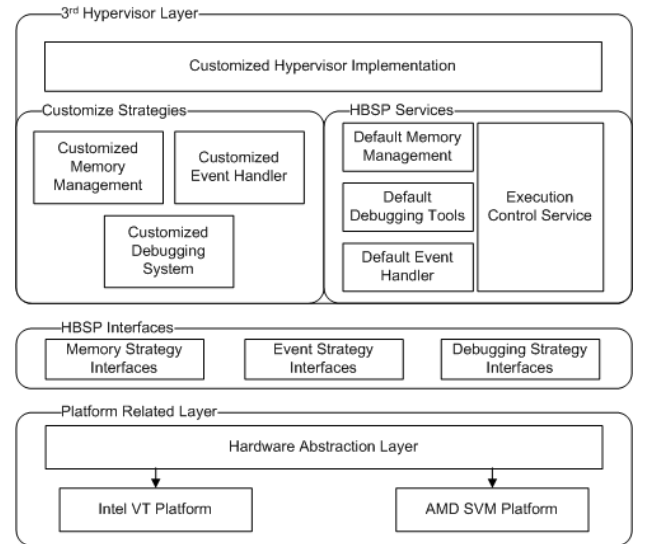 3rd Hypervisor Layer
Customized Hypervisor Implementation
Customize Strategies
Customized
Memory
Management
Customized
Event Handler
Customized
Debugging
System
HBSP Services
Default Memory
Management
Default
Debugging Tools
Default Event
Handler
Execution
Control Service
HBSP Interfaces
Memory Strategy
Interfaces
Event Strategy
Interfaces
Debugging Strategy
Interfaces
Platform Related Layer
Hardware Abstraction Layer
Intel VT Platform
AMD SVM Platform